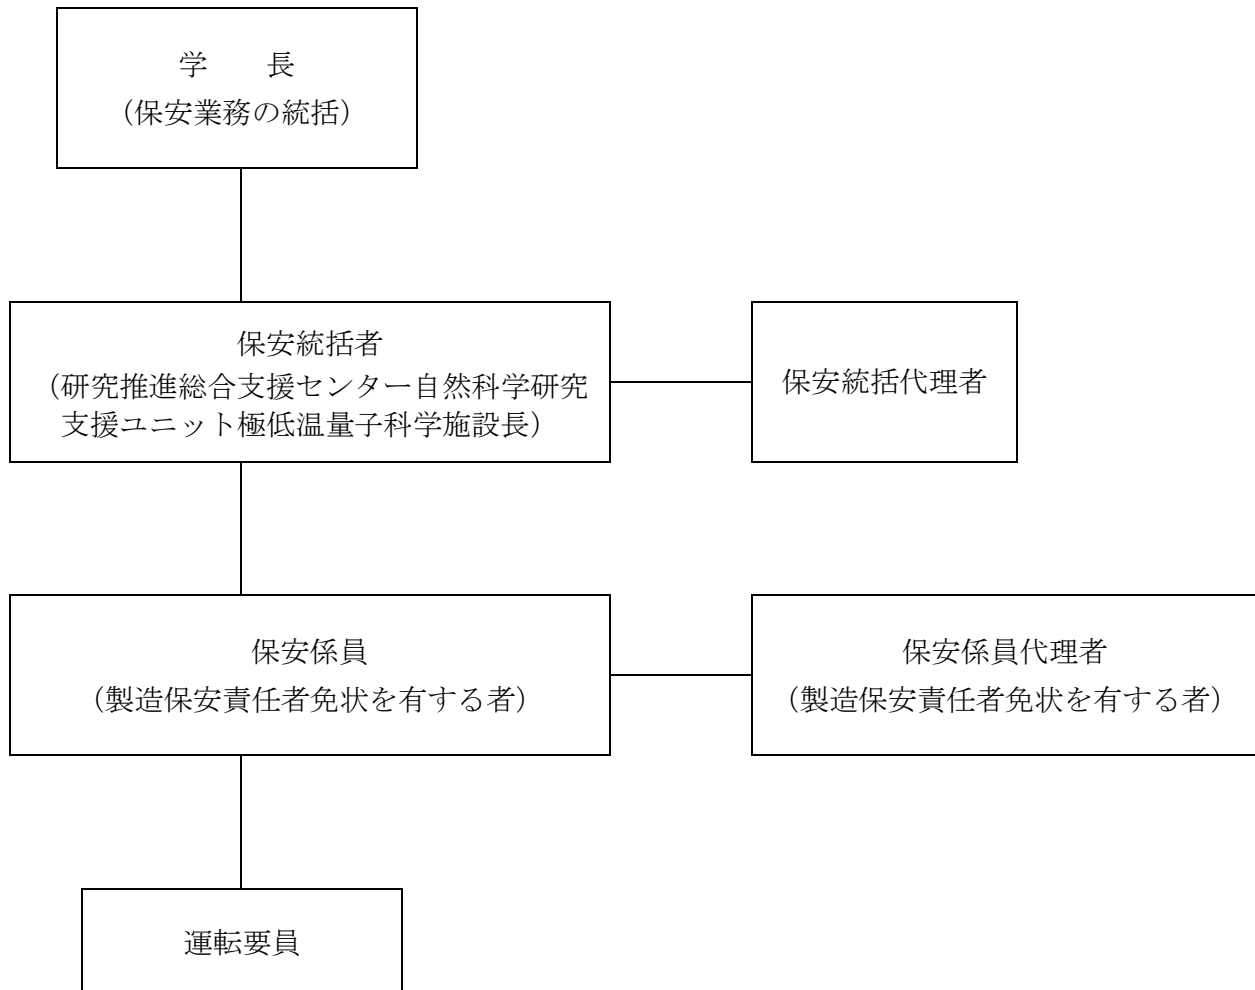 学　　長
（保安業務の統括）
保安統括者
（研究推進総合支援センター自然科学研究
支援ユニット極低温量子科学施設長）
保安統括代理者
保安係員
（製造保安責任者免状を有する者）
保安係員代理者
（製造保安責任者免状を有する者）
運転要員